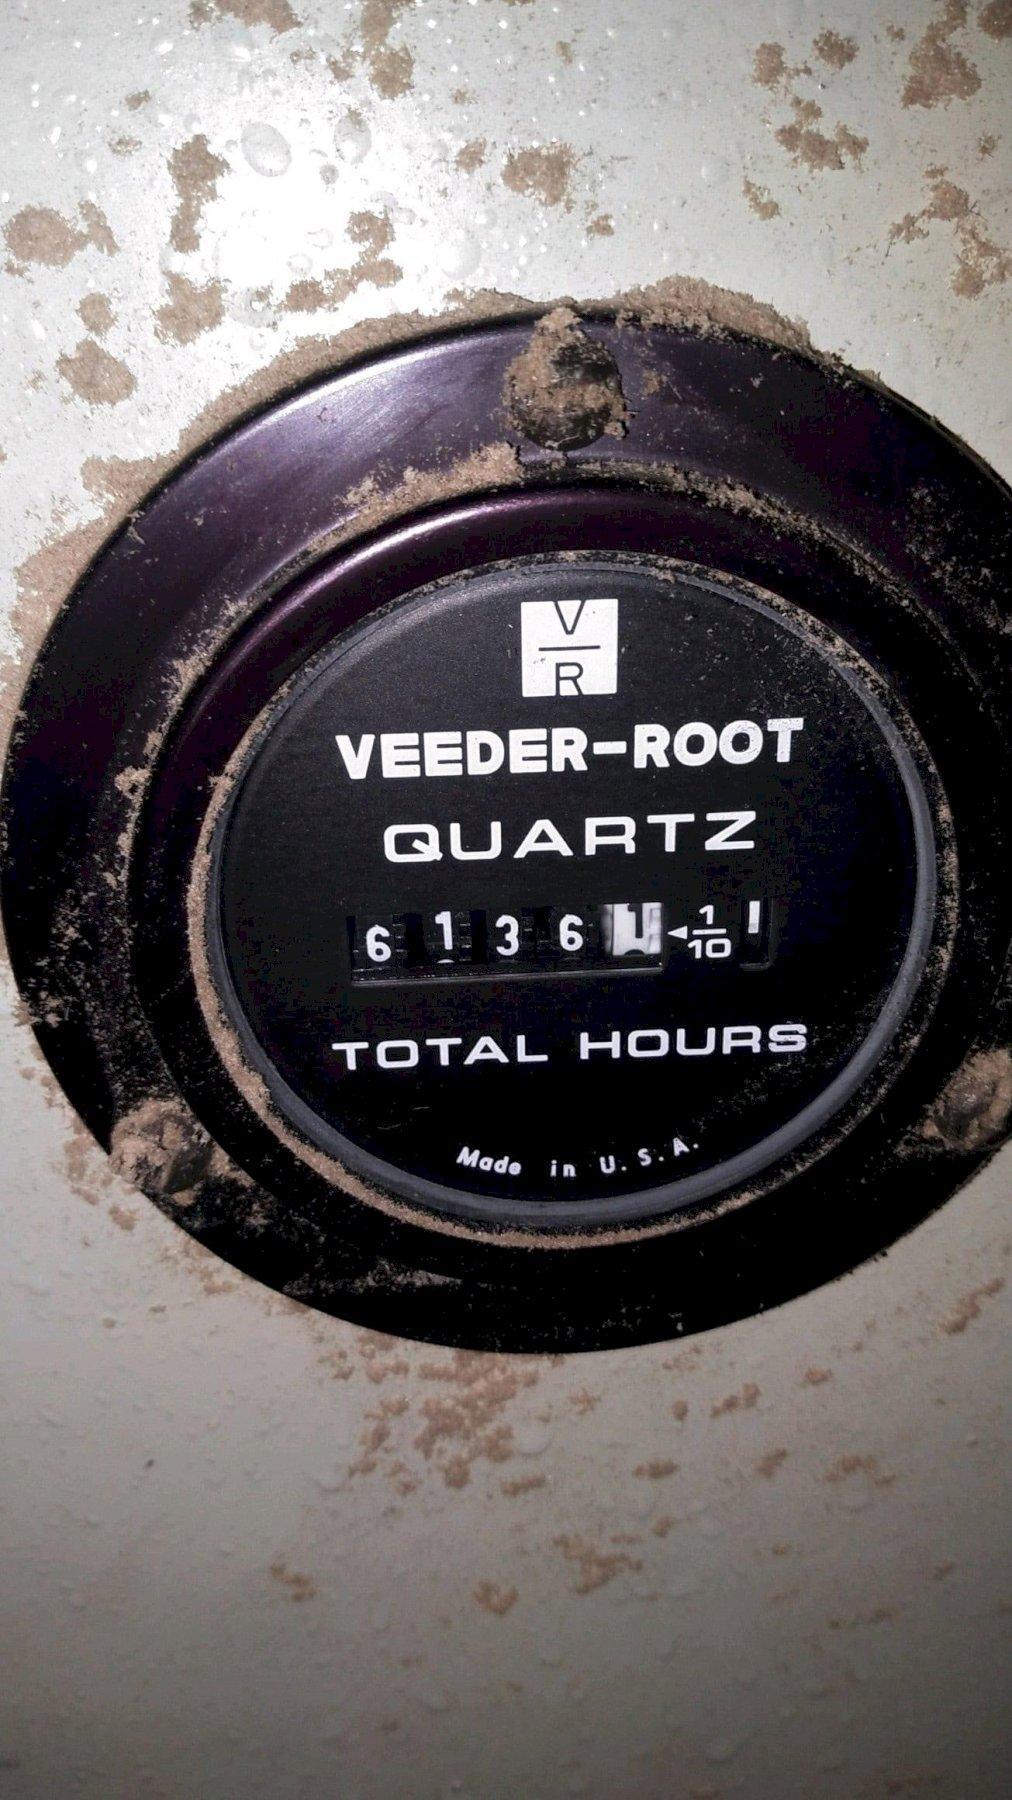 V
R
VEEDER-ROOT
QUARTZ
6 1 3 6 1 ◄ 1/10
TOTAL HOURS
Made in U.S.A.